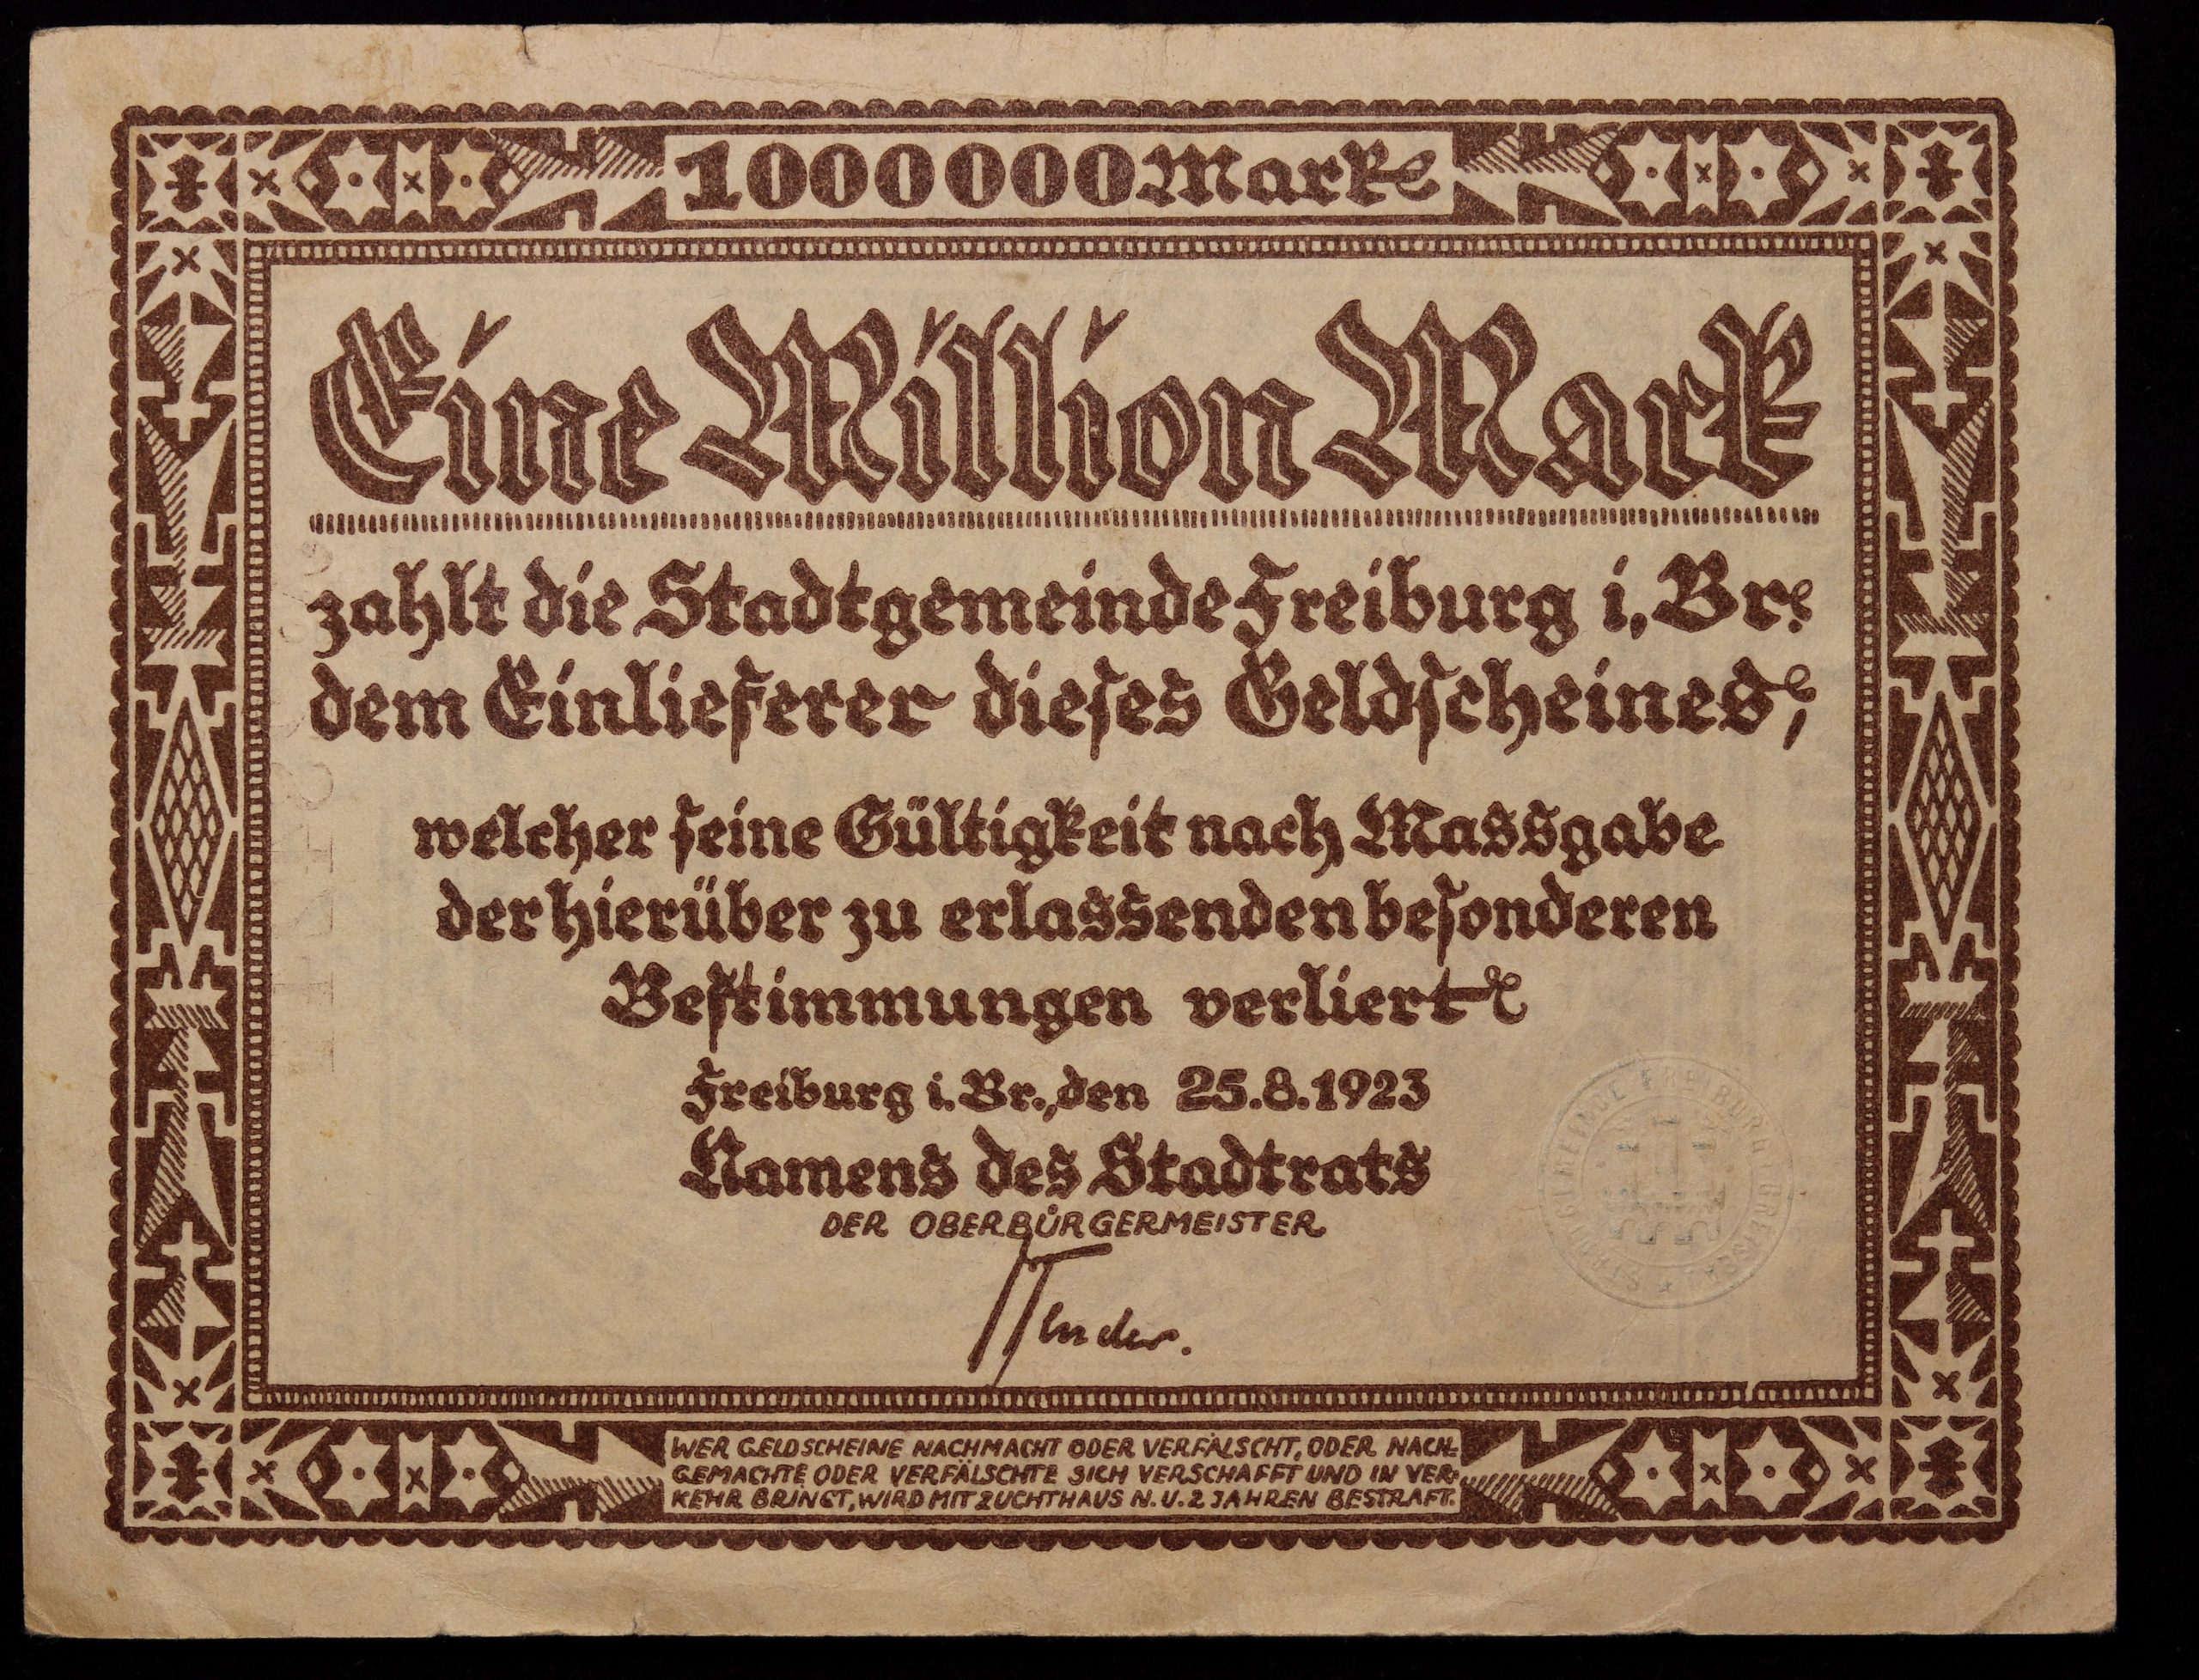 1000000 Mark
Eine Million Mark
zahlt die Stadtgemeinde Freiburg i. Br.
dem Einlieferer dieses Geldscheines,
welcher seine Gültigkeit nach Massgabe
der hierüber zu erlassenden besonderen
Bestimmungen verliert
Freiburg i. Br., den 25.8.1923
Namens des Stadtrats
DER OBERBÜRGERMEISTER
STADTGEMEINDE FREIBURG I. BREISGAU
WER GELDSCHEINE NACHMACHT ODER VERFÄLSCHT, ODER NACH-
GEMACHTE ODER VERFÄLSCHTE SICH VERSCHAFFT UND IN VER-
KEHR BRINGT, WIRD MIT ZUCHTHAUS N. U. 2 JAHREN BESTRAFT.